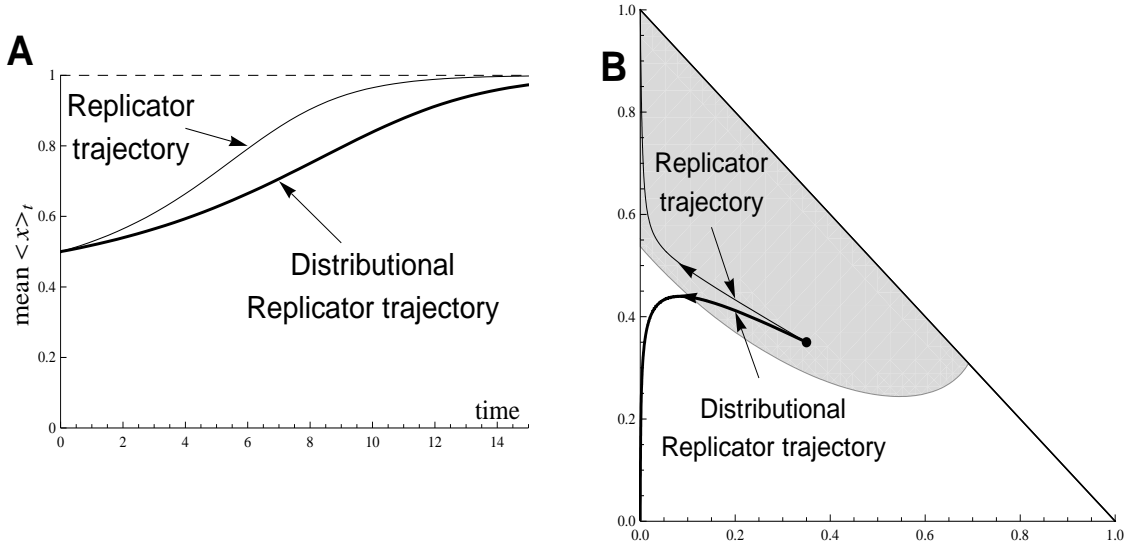 A
1
0.8
0.6
0.4
0.2
0
mean <x>t
Replicator
trajectory
Distributional
Replicator trajectory
time
0 2 4 6 8 10 12 14
B
1.0
0.8
0.6
0.4
0.2
0.0
Replicator
trajectory
Distributional
Replicator trajectory
0.0 0.2 0.4 0.6 0.8 1.0